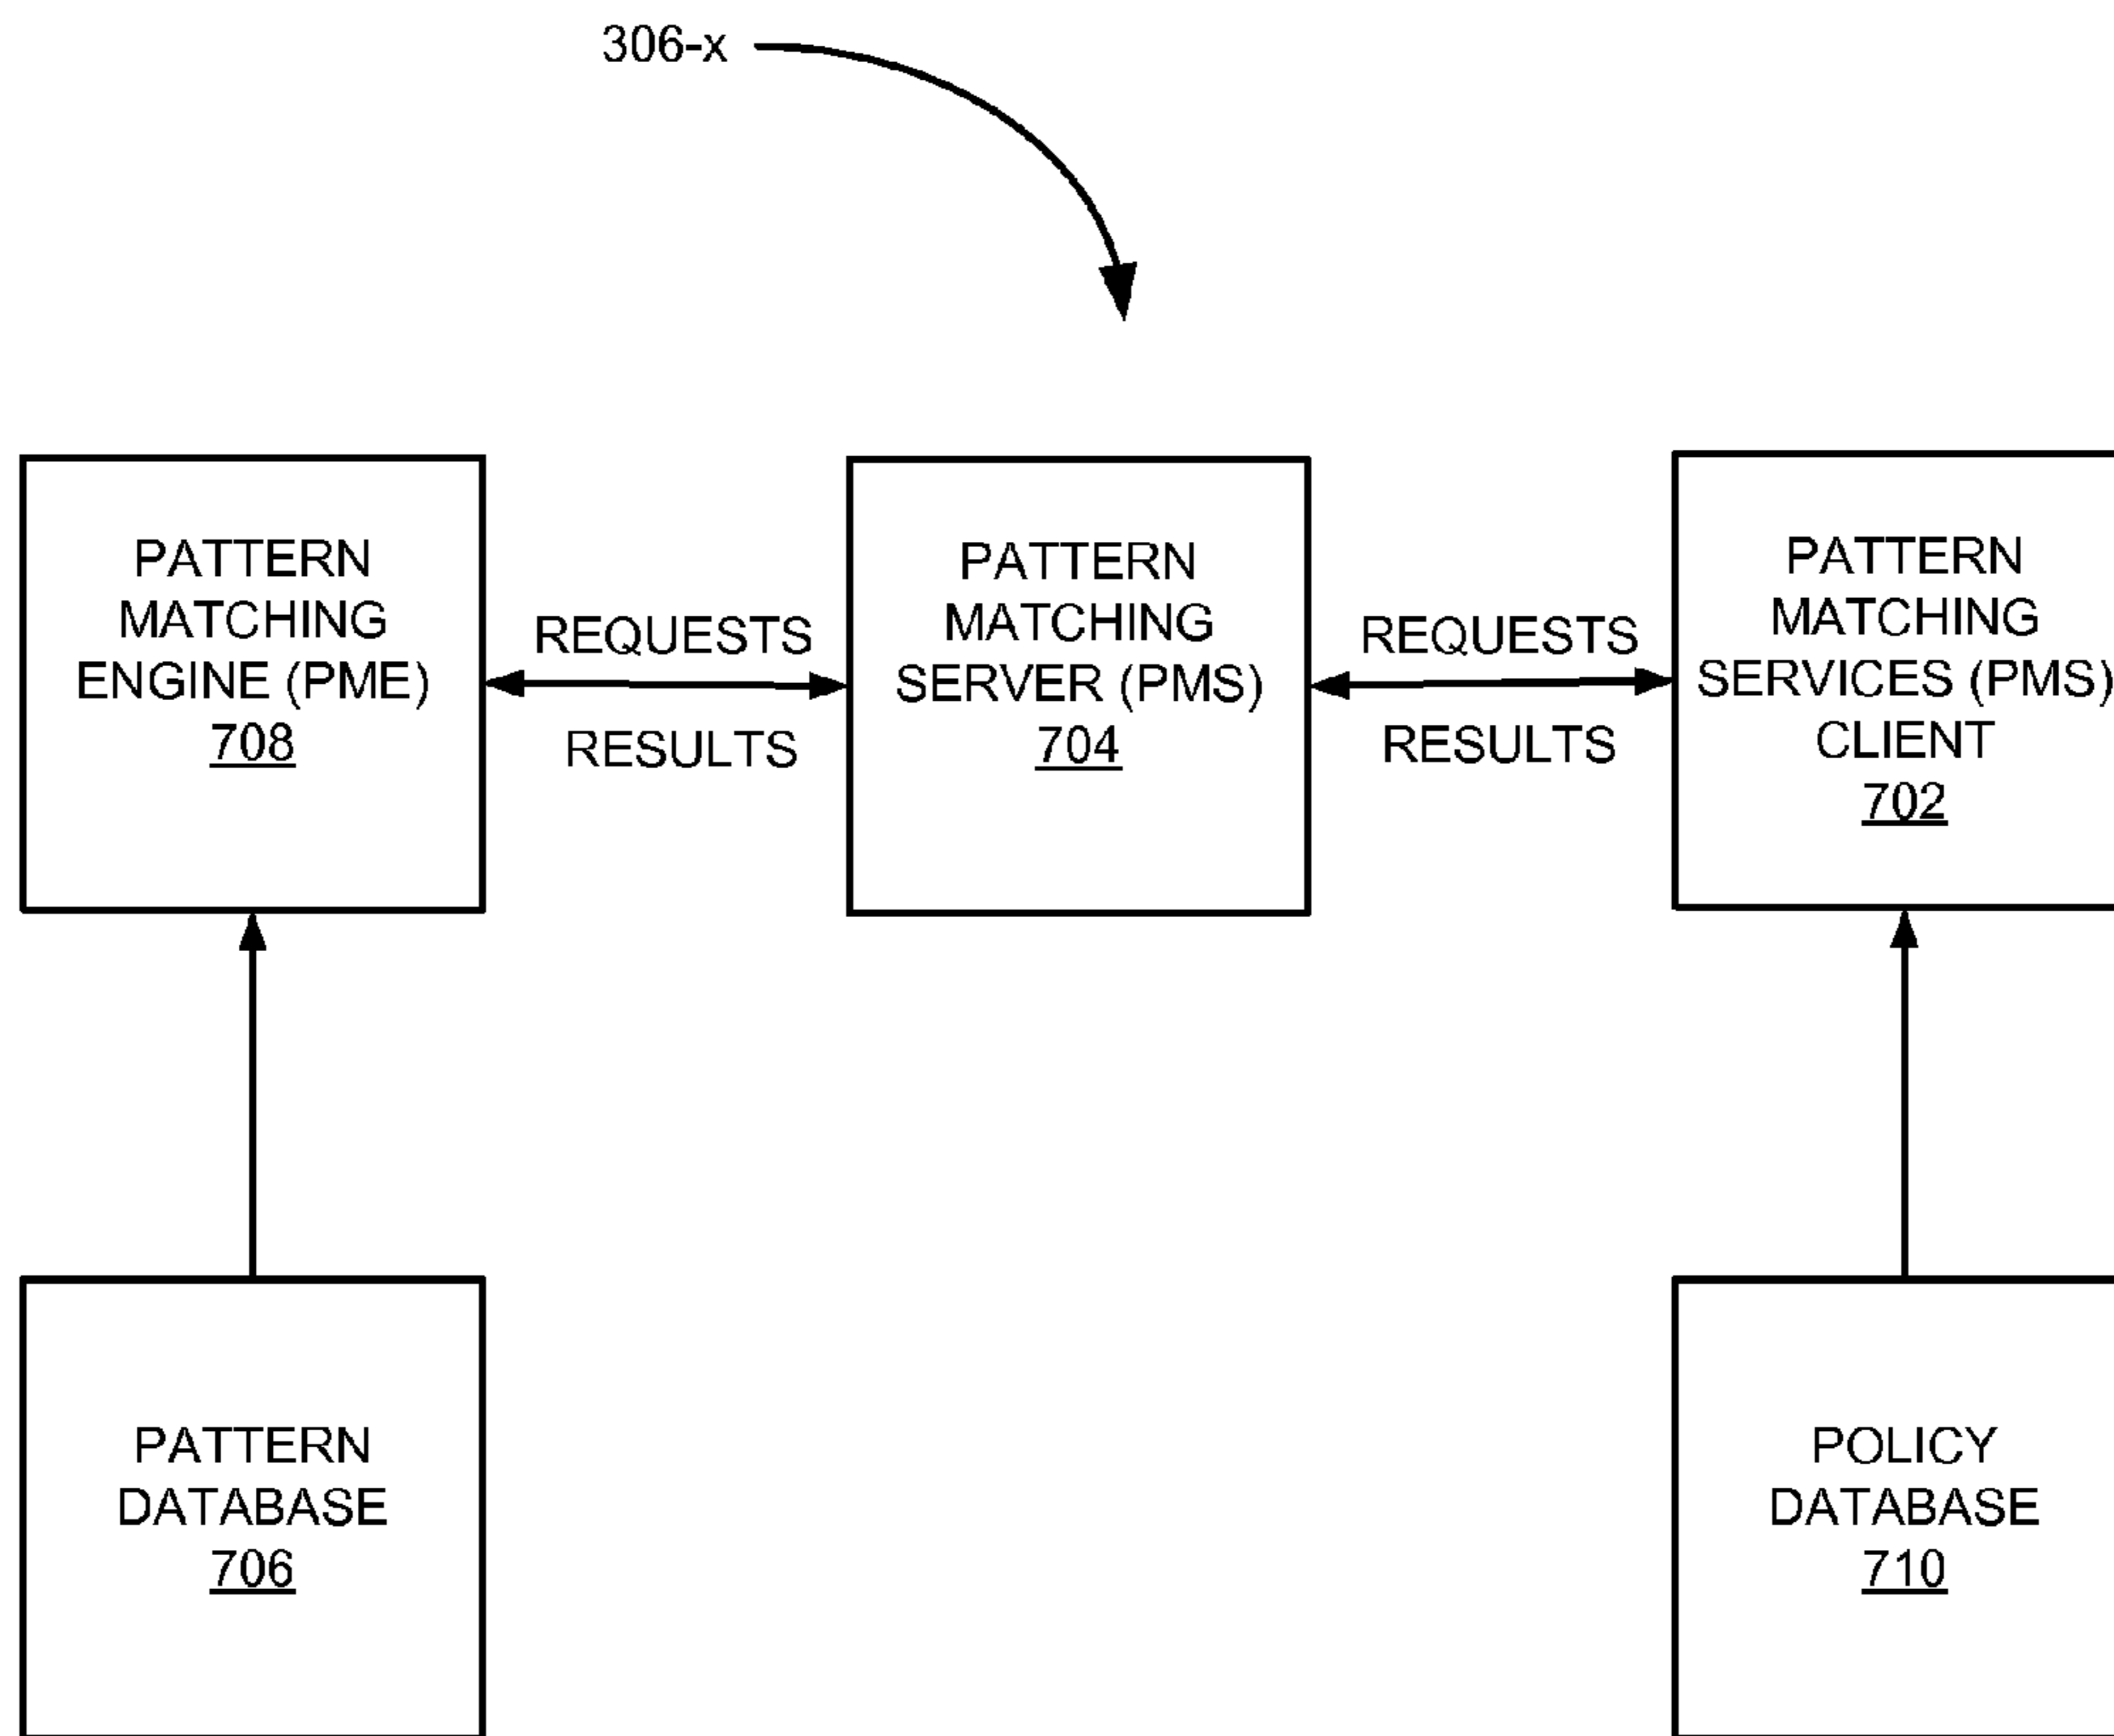 306-x
PATTERN
MATCHING
ENGINE (PME)
708
REQUESTS
RESULTS
PATTERN
MATCHING
SERVER (PMS)
704
REQUESTS
RESULTS
PATTERN
MATCHING
SERVICES (PMS)
CLIENT
702
PATTERN
DATABASE
706
POLICY
DATABASE
710